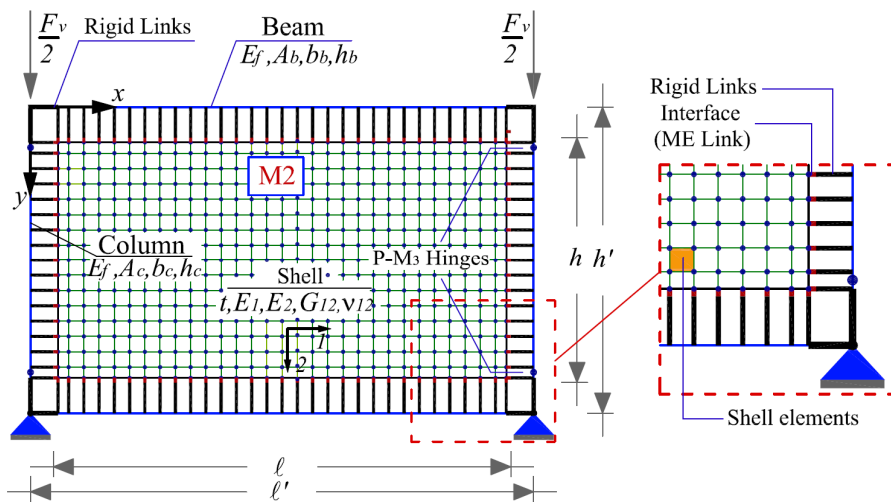 F_v
2
Rigid Links
Beam
E_f, A_b, b_b, h_b
F_v
2
x
M2
y
Column
E_f, A_c, b_c, h_c
P-M3 Hinges
Shell
t, E_1, E_2, G_12, ν_12
1
2
h
h'
ℓ
ℓ'
Rigid Links
Interface
(ME Link)
Shell elements